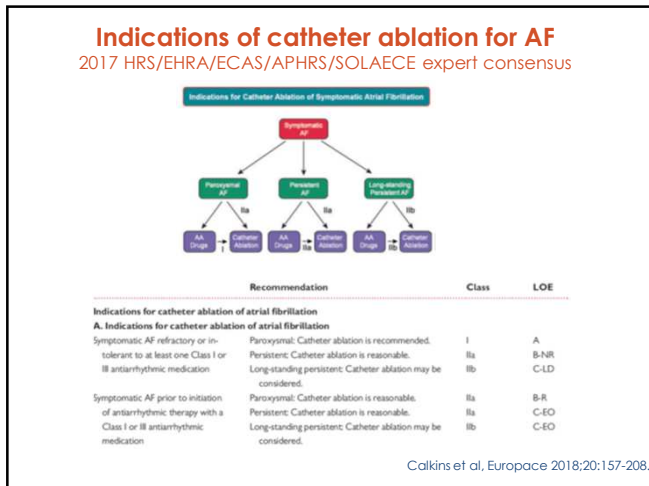 Indications of catheter ablation for AF
2017 HRS/EHRA/ECAS/APHRS/SOLAECE expert consensus
Indications for Catheter Ablation of Symptomatic Atrial Fibrillation
Symptomatic
AF
Paroxysmal
AF
Persistent
AF
Long-standing
Persistent AF
IIa
IIa
IIb
AA
Drugs
I
Catheter
Ablation
AA
Drugs
IIa
Catheter
Ablation
AA
Drugs
IIb
Catheter
Ablation
Recommendation Class LOE
Indications for catheter ablation of atrial fibrillation
A. Indications for catheter ablation of atrial fibrillation
Symptomatic AF refractory or in- Paroxysmal: Catheter ablation is recommended. I A
tolerant to at least one Class I or Persistent: Catheter ablation is reasonable. IIa B-NR
III antiarrhythmic medication Long-standing persistent: Catheter ablation may be IIb C-LD
considered.
Symptomatic AF prior to initiation Paroxysmal: Catheter ablation is reasonable. IIa B-R
of antiarrhythmic therapy with a Persistent: Catheter ablation is reasonable. IIa C-EO
Class I or III antiarrhythmic Long-standing persistent: Catheter ablation may be IIb C-EO
medication considered.
Calkins et al, Europace 2018;20:157-208.